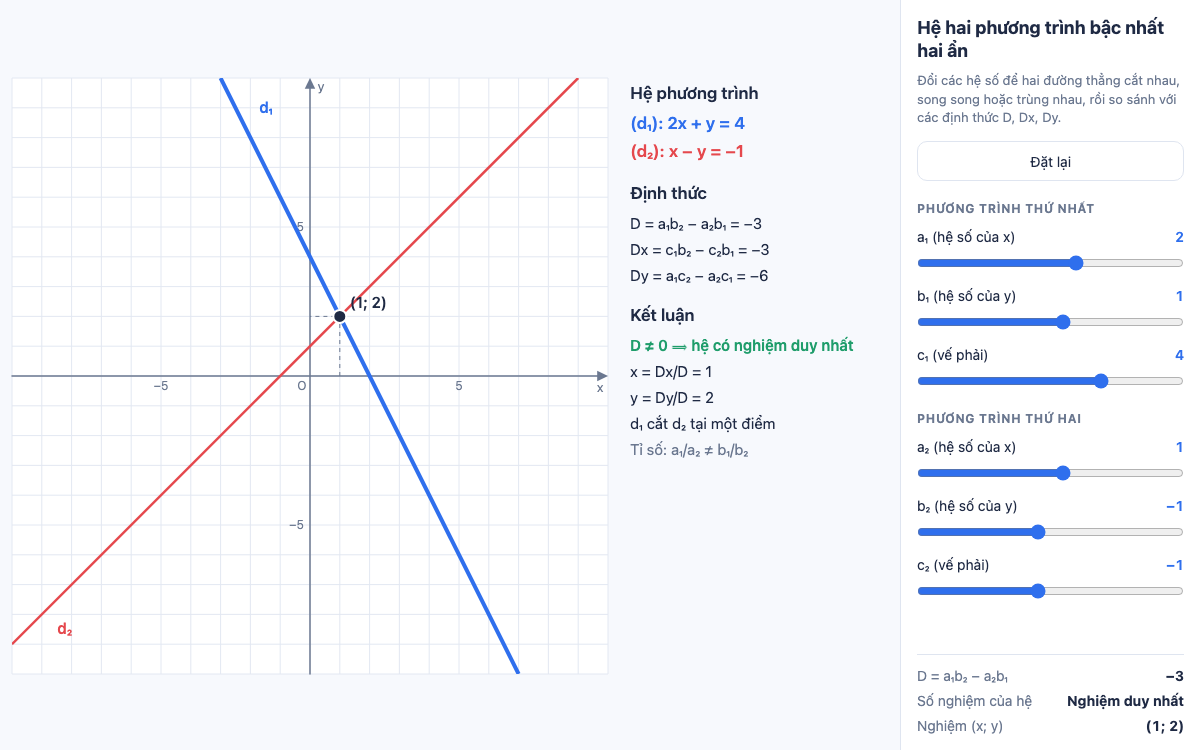 y
d₁
5
(1; 2)
−5
O
5
x
−5
d₂
Hệ phương trình
(d₁): 2x + y = 4
(d₂): x − y = −1
Định thức
D = a₁b₂ − a₂b₁ = −3
Dx = c₁b₂ − c₂b₁ = −3
Dy = a₁c₂ − a₂c₁ = −6
Kết luận
D ≠ 0 ⟹ hệ có nghiệm duy nhất
x = Dx/D = 1
y = Dy/D = 2
d₁ cắt d₂ tại một điểm
Tỉ số: a₁/a₂ ≠ b₁/b₂
Hệ hai phương trình bậc nhất
hai ẩn
Đổi các hệ số để hai đường thẳng cắt nhau,
song song hoặc trùng nhau, rồi so sánh với
các định thức D, Dx, Dy.
Đặt lại
PHƯƠNG TRÌNH THỨ NHẤT
a₁ (hệ số của x) 2
b₁ (hệ số của y) 1
c₁ (vế phải) 4
PHƯƠNG TRÌNH THỨ HAI
a₂ (hệ số của x) 1
b₂ (hệ số của y) −1
c₂ (vế phải) −1
D = a₁b₂ − a₂b₁ −3
Số nghiệm của hệ Nghiệm duy nhất
Nghiệm (x; y) (1; 2)